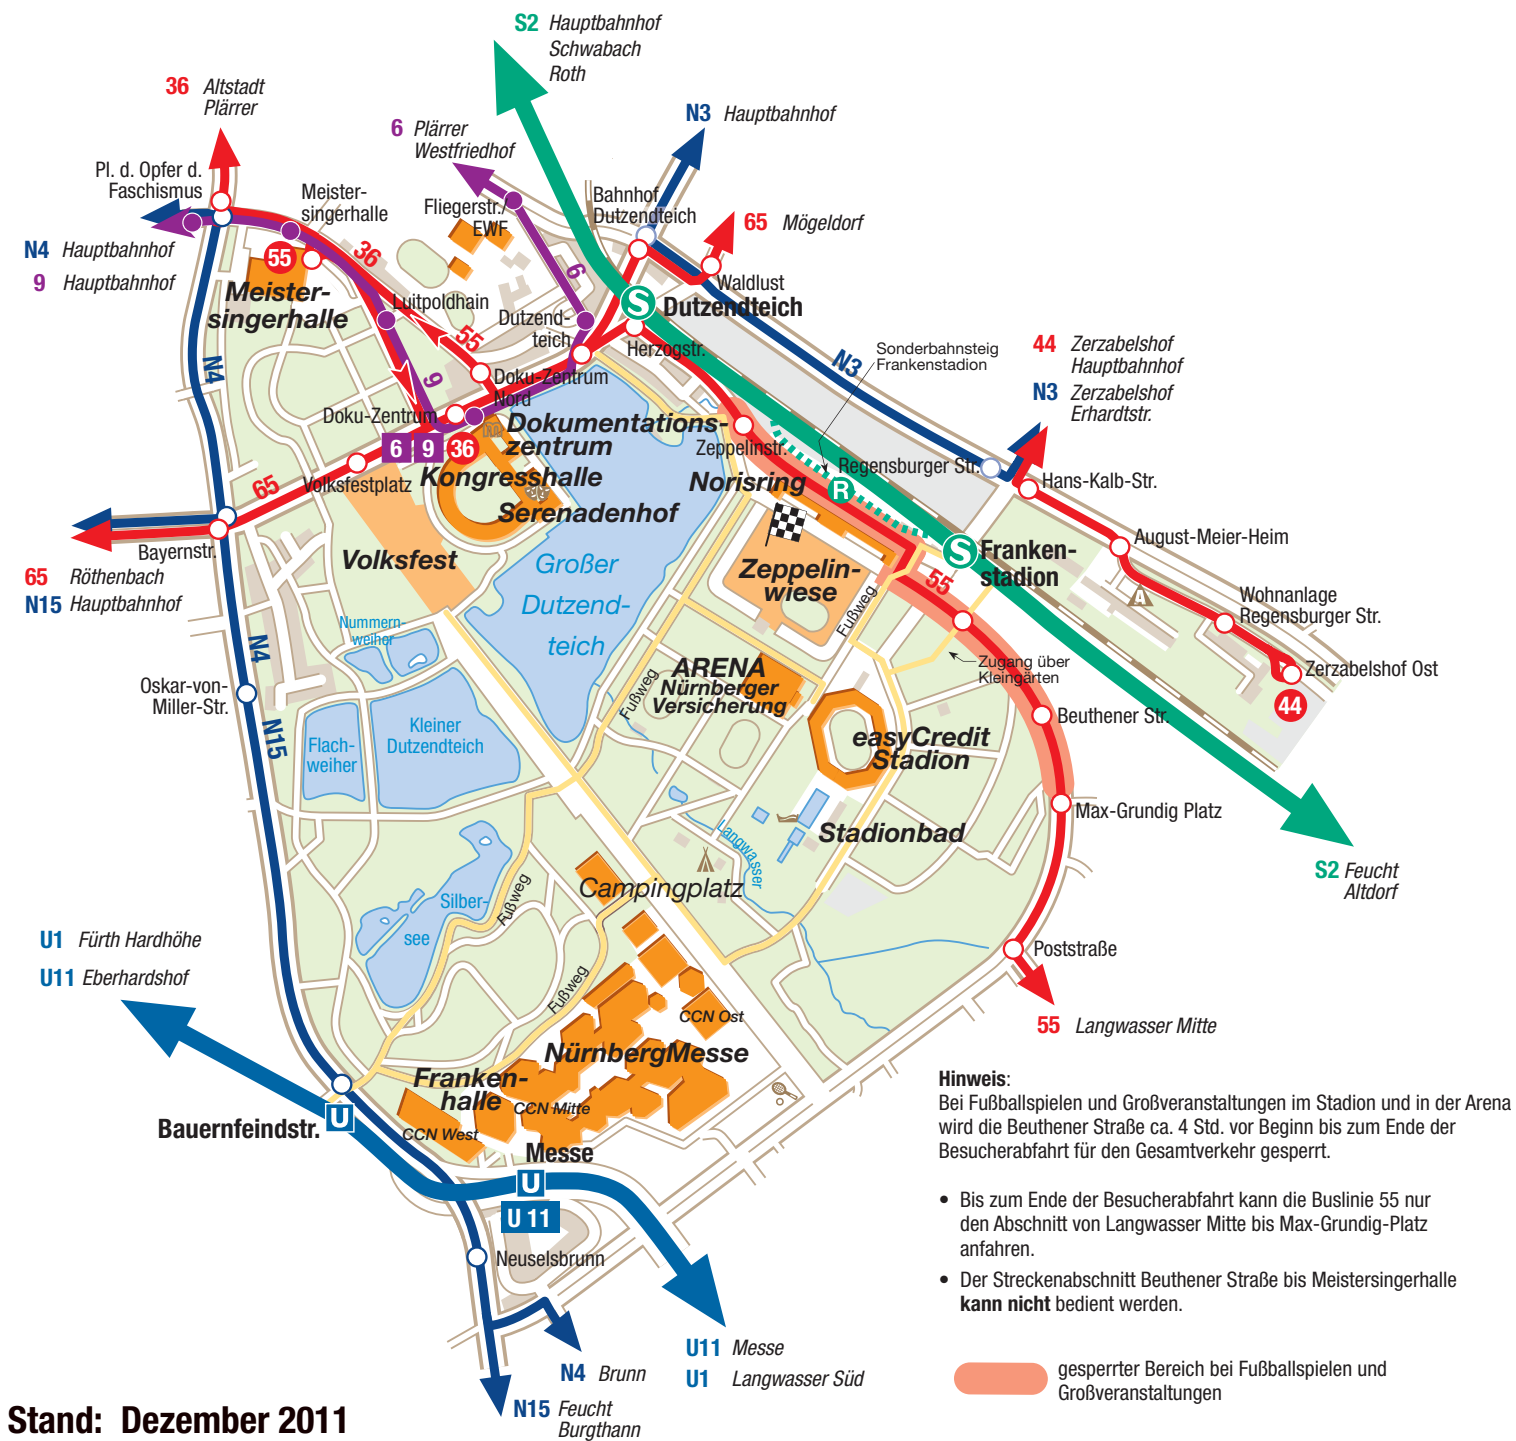 S2 Hauptbahnhof
Schwabach
Roth
36 Altstadt
Plärrer
6 Plärrer
Westfriedhof
N3 Hauptbahnhof
Pl. d. Opfer d.
Faschismus
Meister-
singerhalle
Fliegerstr./
EWF
Bahnhof
Dutzendteich
65 Mögeldorf
N4 Hauptbahnhof
9 Hauptbahnhof
55
36
6
Waldlust
Meister-
singerhalle
Luitpoldhain
Dutzend-
teich
S
Dutzendteich
Herzogstr.
55
N3
Sonderbahnsteig
Frankenstadion
44 Zerzabelshof
Hauptbahnhof
N3 Zerzabelshof
Erhardtstr.
N4
9
Doku-Zentrum
Nord
Doku-Zentrum
6 9 36
m
Dokumentations-
zentrum
Zeppelinstr.
Regensburger Str.
Hans-Kalb-Str.
65
Volksfestplatz
Kongresshalle
Norisring
R
Serenadenhof
Bayernstr.
65 Röthenbach
N15 Hauptbahnhof
Volksfest
Großer
Dutzend-
teich
Zeppelin-
wiese
S
Franken-
stadion
55
August-Meier-Heim
A
Wohnanlage
Regensburger Str.
Fußweg
Nummern-
weiher
N4
Zugang über
Kleingärten
Zerzabelshof Ost
44
Oskar-von-
Miller-Str.
ARENA
Nürnberger
Versicherung
Fußweg
Beuthener Str.
N15
Flach-
weiher
Kleiner
Dutzendteich
easyCredit
Stadion
Max-Grundig Platz
Langwasser
Stadionbad
S2 Feucht
Altdorf
Campingplatz
Silber-
see
Fußweg
U1 Fürth Hardhöhe
U11 Eberhardshof
Poststraße
Fußweg
CCN Ost
55 Langwasser Mitte
NürnbergMesse
Franken-
halle
CCN Mitte
CCN West
Bauernfeindstr.
U
Messe
U
U 11
Neuselsbrunn
Hinweis:
Bei Fußballspielen und Großveranstaltungen im Stadion und in der Arena
wird die Beuthener Straße ca. 4 Std. vor Beginn bis zum Ende der
Besucherabfahrt für den Gesamtverkehr gesperrt.
• Bis zum Ende der Besucherabfahrt kann die Buslinie 55 nur
den Abschnitt von Langwasser Mitte bis Max-Grundig-Platz
anfahren.
• Der Streckenabschnitt Beuthener Straße bis Meistersingerhalle
kann nicht bedient werden.
U11 Messe
U1 Langwasser Süd
N4 Brunn
N15 Feucht
Burgthann
gesperrter Bereich bei Fußballspielen und
Großveranstaltungen
Stand: Dezember 2011